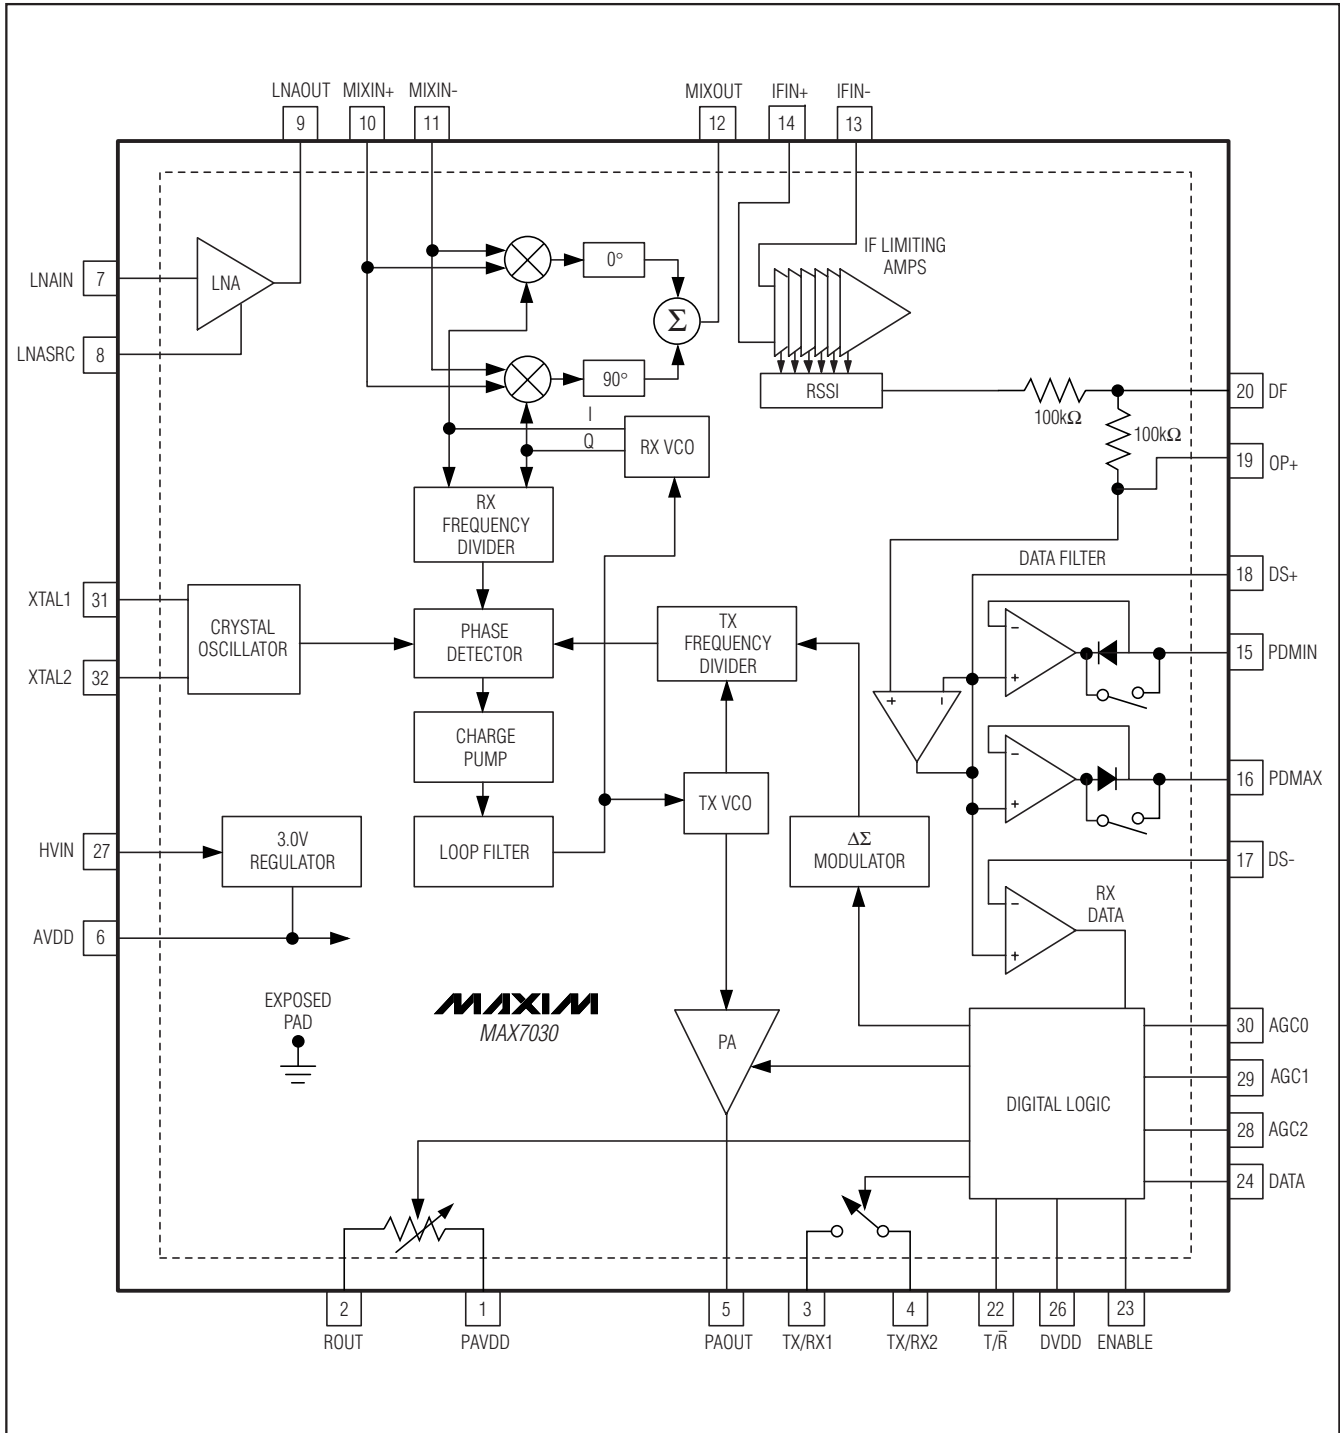 LNAOUT MIXIN+ MIXIN- MIXOUT IFIN+ IFIN-
9 10 11 12 14 13
LNAIN 7
LNA
LNASRC 8
0°
Σ
90°
I
Q
RX VCO
IF LIMITING
AMPS
RSSI
100kΩ
100kΩ
20 DF
19 OP+
RX
FREQUENCY
DIVIDER
DATA FILTER
18 DS+
XTAL1 31
XTAL2 32
CRYSTAL
OSCILLATOR
PHASE
DETECTOR
TX
FREQUENCY
DIVIDER
+ −
−
+
15 PDMIN
CHARGE
PUMP
TX VCO
−
+
16 PDMAX
HVIN 27
3.0V
REGULATOR
LOOP FILTER
ΔΣ
MODULATOR
17 DS-
AVDD 6
−
+
RX
DATA
EXPOSED
PAD
MAXIM
MAX7030
PA
DIGITAL LOGIC
30 AGC0
29 AGC1
28 AGC2
24 DATA
2 1 5 3 4 22 26 23
ROUT PAVDD PAOUT TX/RX1 TX/RX2 T/R̅ DVDD ENABLE